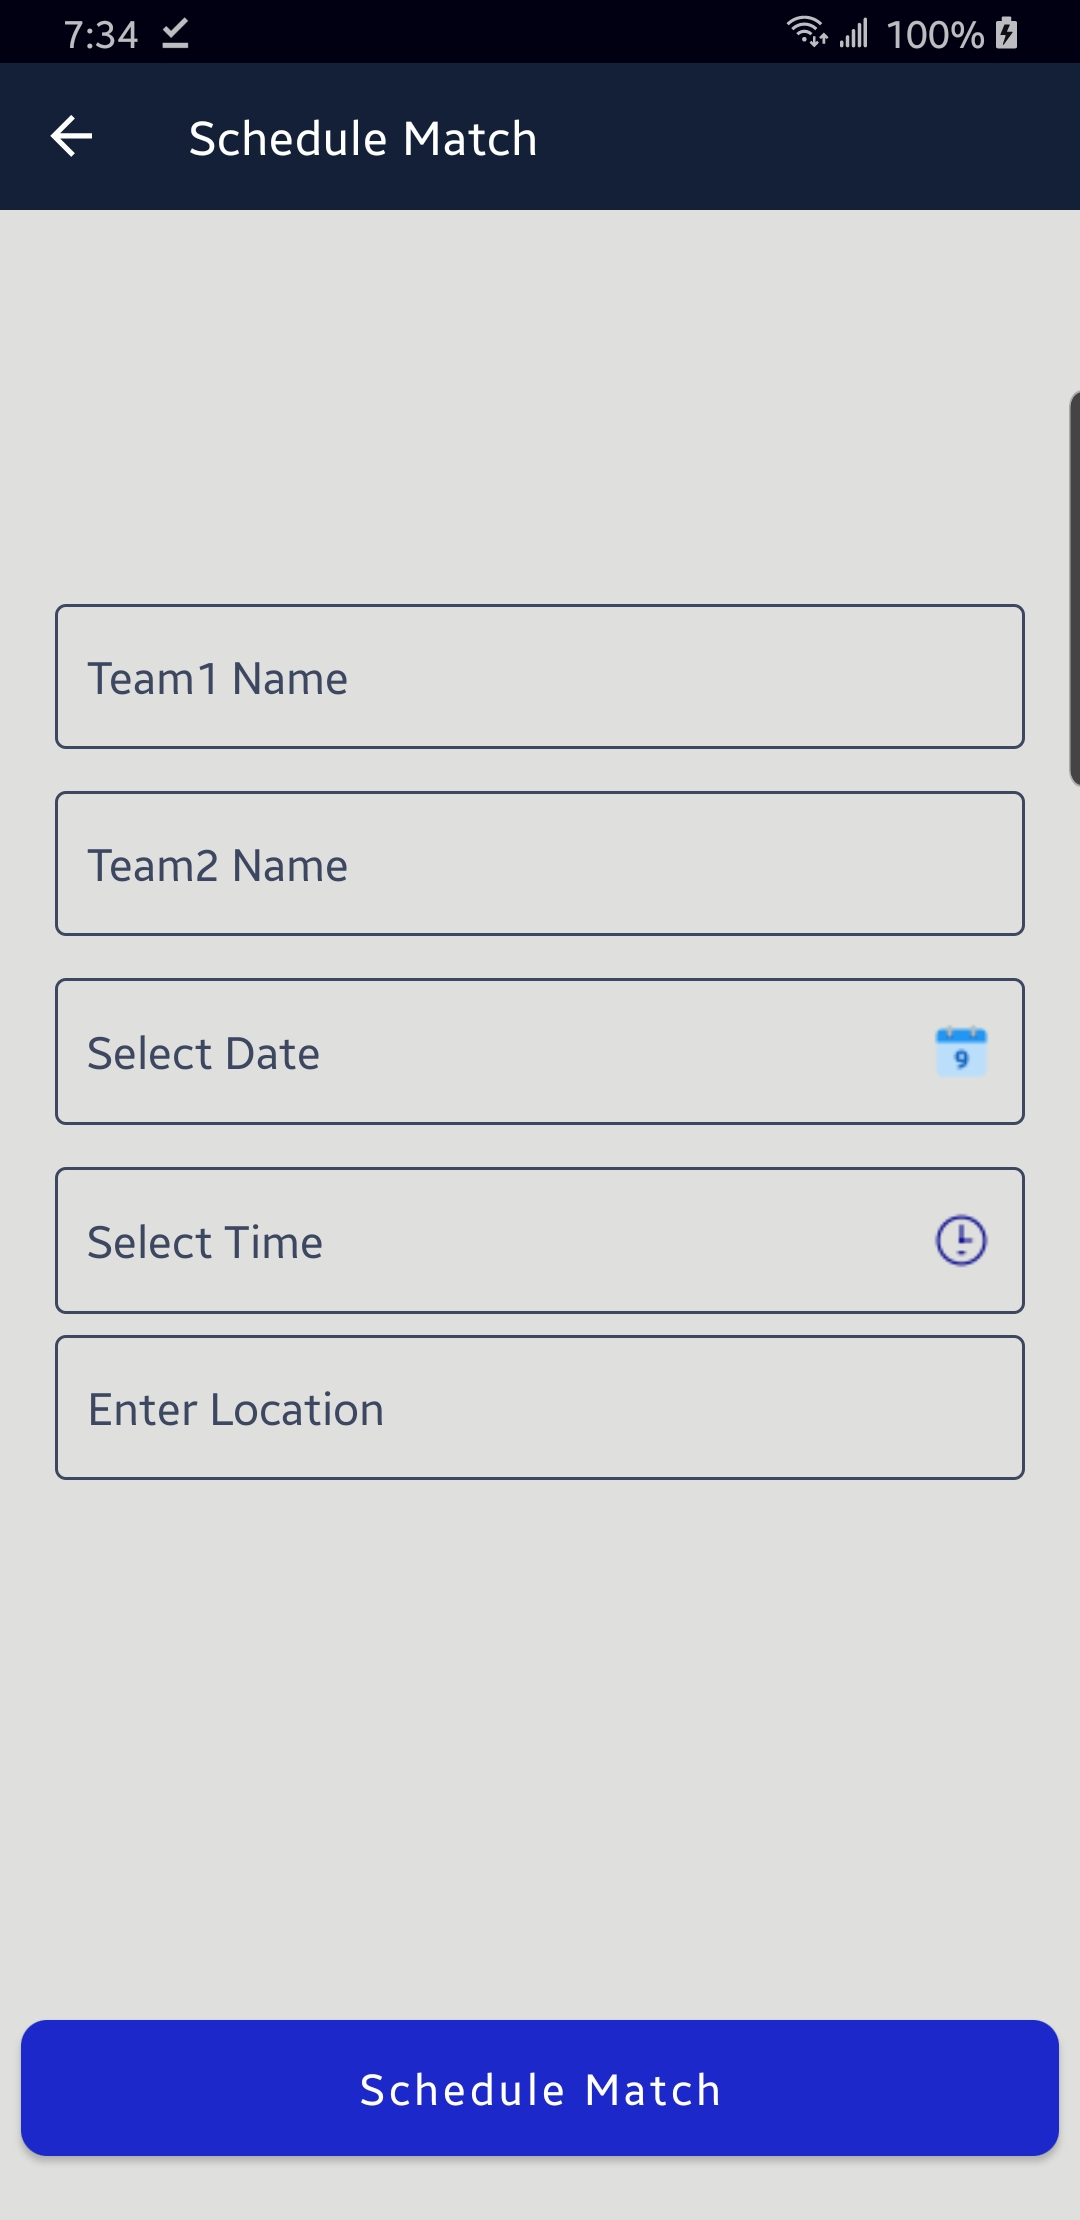 7:34 100%
Schedule Match
Team1 Name
Team2 Name
Select Date
9
Select Time
Enter Location
Schedule Match